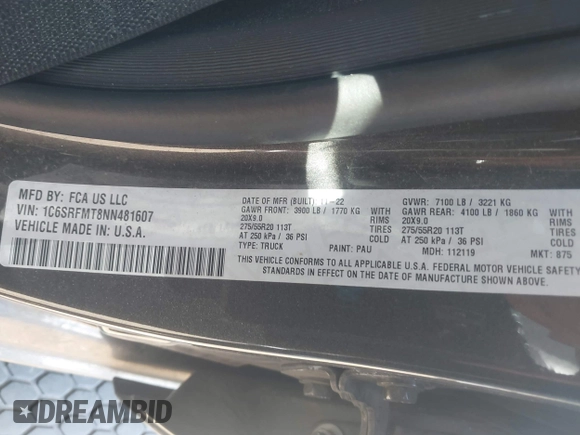 MFD BY: FCA US LLC
VIN: 1C6SRFMT8NN481607
VEHICLE MADE IN: U.S.A.
DATE OF MFR (BUILT) 11-22
GAWR FRONT: 3900 LB / 1770 KG WITH
20X9.0 RIMS
275/55R20 113T TIRES
AT 250 kPa / 36 PSI
TYPE: TRUCK PAINT: PAU
GVWR: 7100 LB / 3221 KG
GAWR REAR: 4100 LB / 1860 KG WITH
20X9.0 RIMS
275/55R20 113T TIRES
AT 250 kPa / 36 PSI
MDH: 112119 MKT: 875
THIS VEHICLE CONFORMS TO ALL APPLICABLE U.S.A. FEDERAL MOTOR VEHICLE SAFETY
STANDARDS IN EFFECT ON THE DATE OF MANUFACTURE SHOWN ABOVE.
DREAMBID